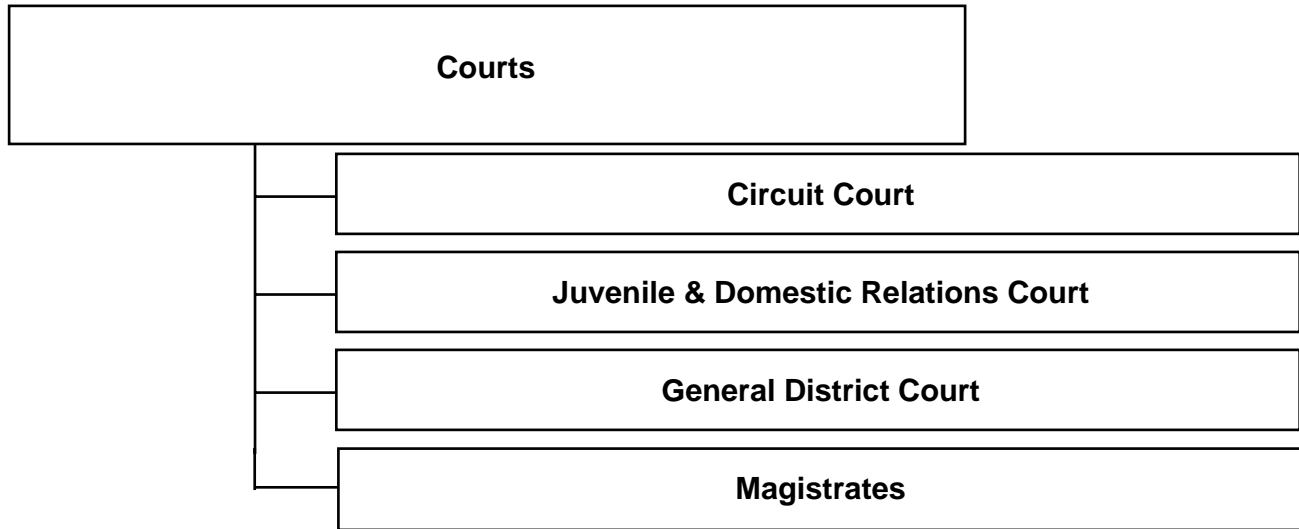 Courts
Circuit Court
Juvenile & Domestic Relations Court
General District Court
Magistrates